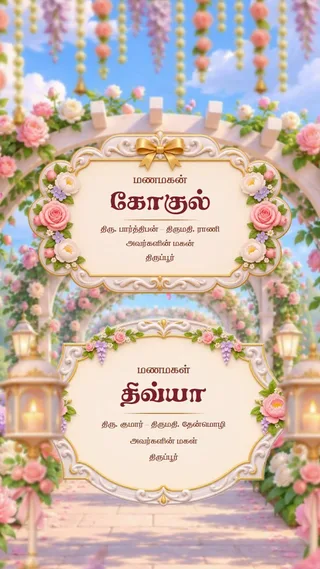 மணமகன்
கோகுல்
திரு. பார்த்திபன் - திருமதி. ராணி
அவர்களின் மகன்
திருப்பூர்
மணமகள்
திவ்யா
திரு. குமார் - திருமதி. தேன்மொழி
அவர்களின் மகள்
திருப்பூர்